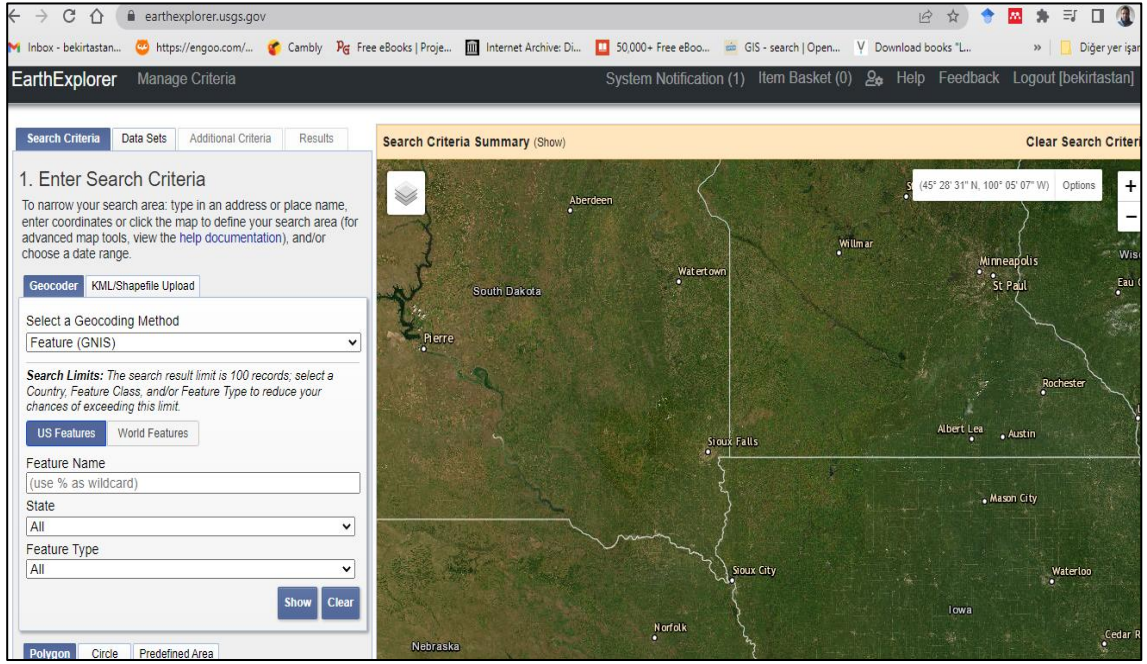 earthexplorer.usgs.gov
Inbox - bekirtastan... https://engoo.com/... Cambly Free eBooks | Proje... Internet Archive: Di... 50,000+ Free eBoo... GIS - search | Open... Download books "L... » Diğer yer işar
EarthExplorer Manage Criteria System Notification (1) Item Basket (0) Help Feedback Logout [bekirtastan]
Search Criteria Data Sets Additional Criteria Results
Search Criteria Summary (Show) Clear Search Criteri
1. Enter Search Criteria
To narrow your search area: type in an address or place name,
enter coordinates or click the map to define your search area (for
advanced map tools, view the help documentation), and/or
choose a date range.
Geocoder KML/Shapefile Upload
Select a Geocoding Method
Feature (GNIS)
Search Limits: The search result limit is 100 records; select a
Country, Feature Class, and/or Feature Type to reduce your
chances of exceeding this limit.
US Features World Features
Feature Name
(use % as wildcard)
State
All
Feature Type
All
Show Clear
Polygon Circle Predefined Area
(45° 28' 31" N, 100° 05' 07" W) Options
+
−
Aberdeen
Willmar
Minneapolis
St Paul
Wisc
Eau
Watertown
South Dakota
Pierre
Rochester
Albert Lea
Austin
Sioux Falls
Mason City
Sioux City
Waterloo
Iowa
Norfolk
Nebraska
Cedar R